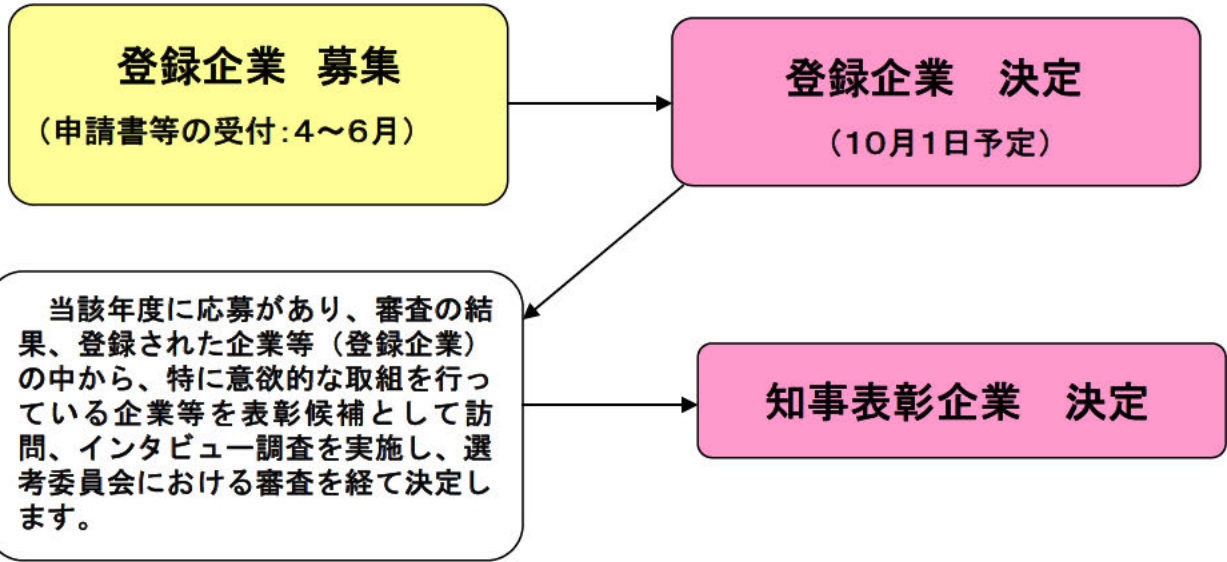 登録企業　募集
（申請書等の受付：4～6月）
登録企業　決定
（10月1日予定）
　当該年度に応募があり、審査の結
果、登録された企業等（登録企業）
の中から、特に意欲的な取組を行っ
ている企業等を表彰候補として訪
問、インタビュー調査を実施し、選
考委員会における審査を経て決定し
ます。
知事表彰企業　決定